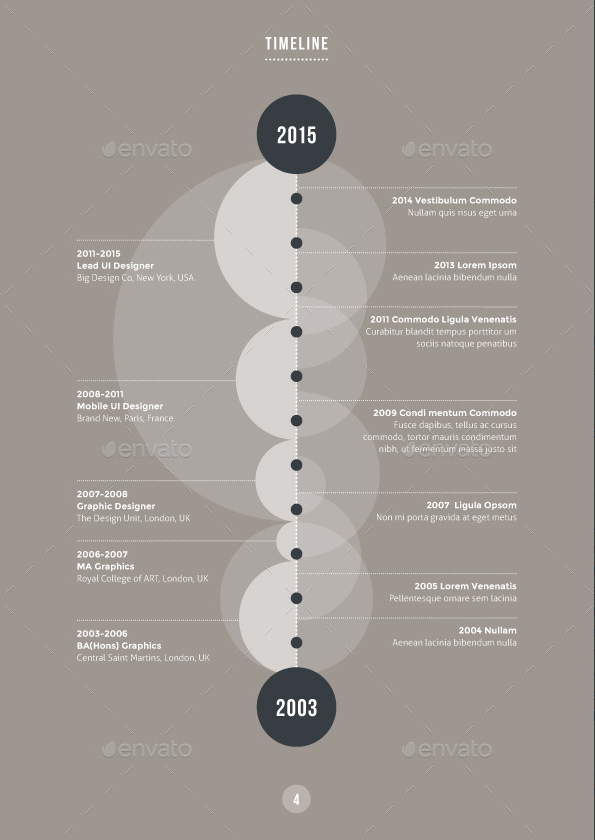 TIMELINE
2015
envato
envato
2014 Vestibulum Commodo
Nullam quis risus eget urna
2011-2015
Lead UI Designer
Big Design Co, New York, USA
2013 Lorem Ipsom
Aenean lacinia bibendum nulla
2011 Commodo Ligula Venenatis
Curabitur blandit tempus porttitor um
sociis natoque penatibus
2008-2011
Mobile UI Designer
Brand New, Paris, France
2009 Condi mentum Commodo
Fusce dapibus, tellus ac cursus
commodo, tortor mauris condimentum
nibh, ut fermentum massa justo sit
envato
envato
2007-2008
Graphic Designer
The Design Unit, London, UK
2007 Ligula Opsom
Non mi porta gravida at eget metus
2006-2007
MA Graphics
Royal College of ART, London, UK
2005 Lorem Venenatis
Pellentesque ornare sem lacinia
2003-2006
BA(Hons) Graphics
Central Saint Martins, London, UK
2004 Nullam
Aenean lacinia bibendum nulla
2003
envato
envato
4